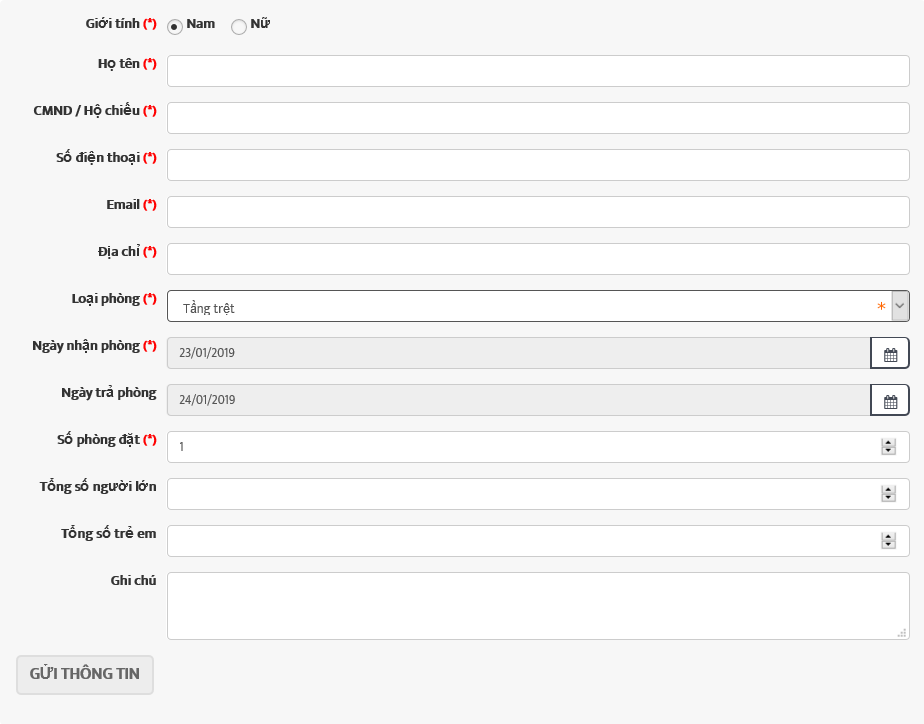 Giới tính (*) Nam Nữ
Họ tên (*)
CMND / Hộ chiếu (*)
Số điện thoại (*)
Email (*)
Địa chỉ (*)
Loại phòng (*) Tầng trệt *
Ngày nhận phòng (*) 23/01/2019
Ngày trả phòng 24/01/2019
Số phòng đặt (*) 1
Tổng số người lớn
Tổng số trẻ em
Ghi chú
GỬI THÔNG TIN